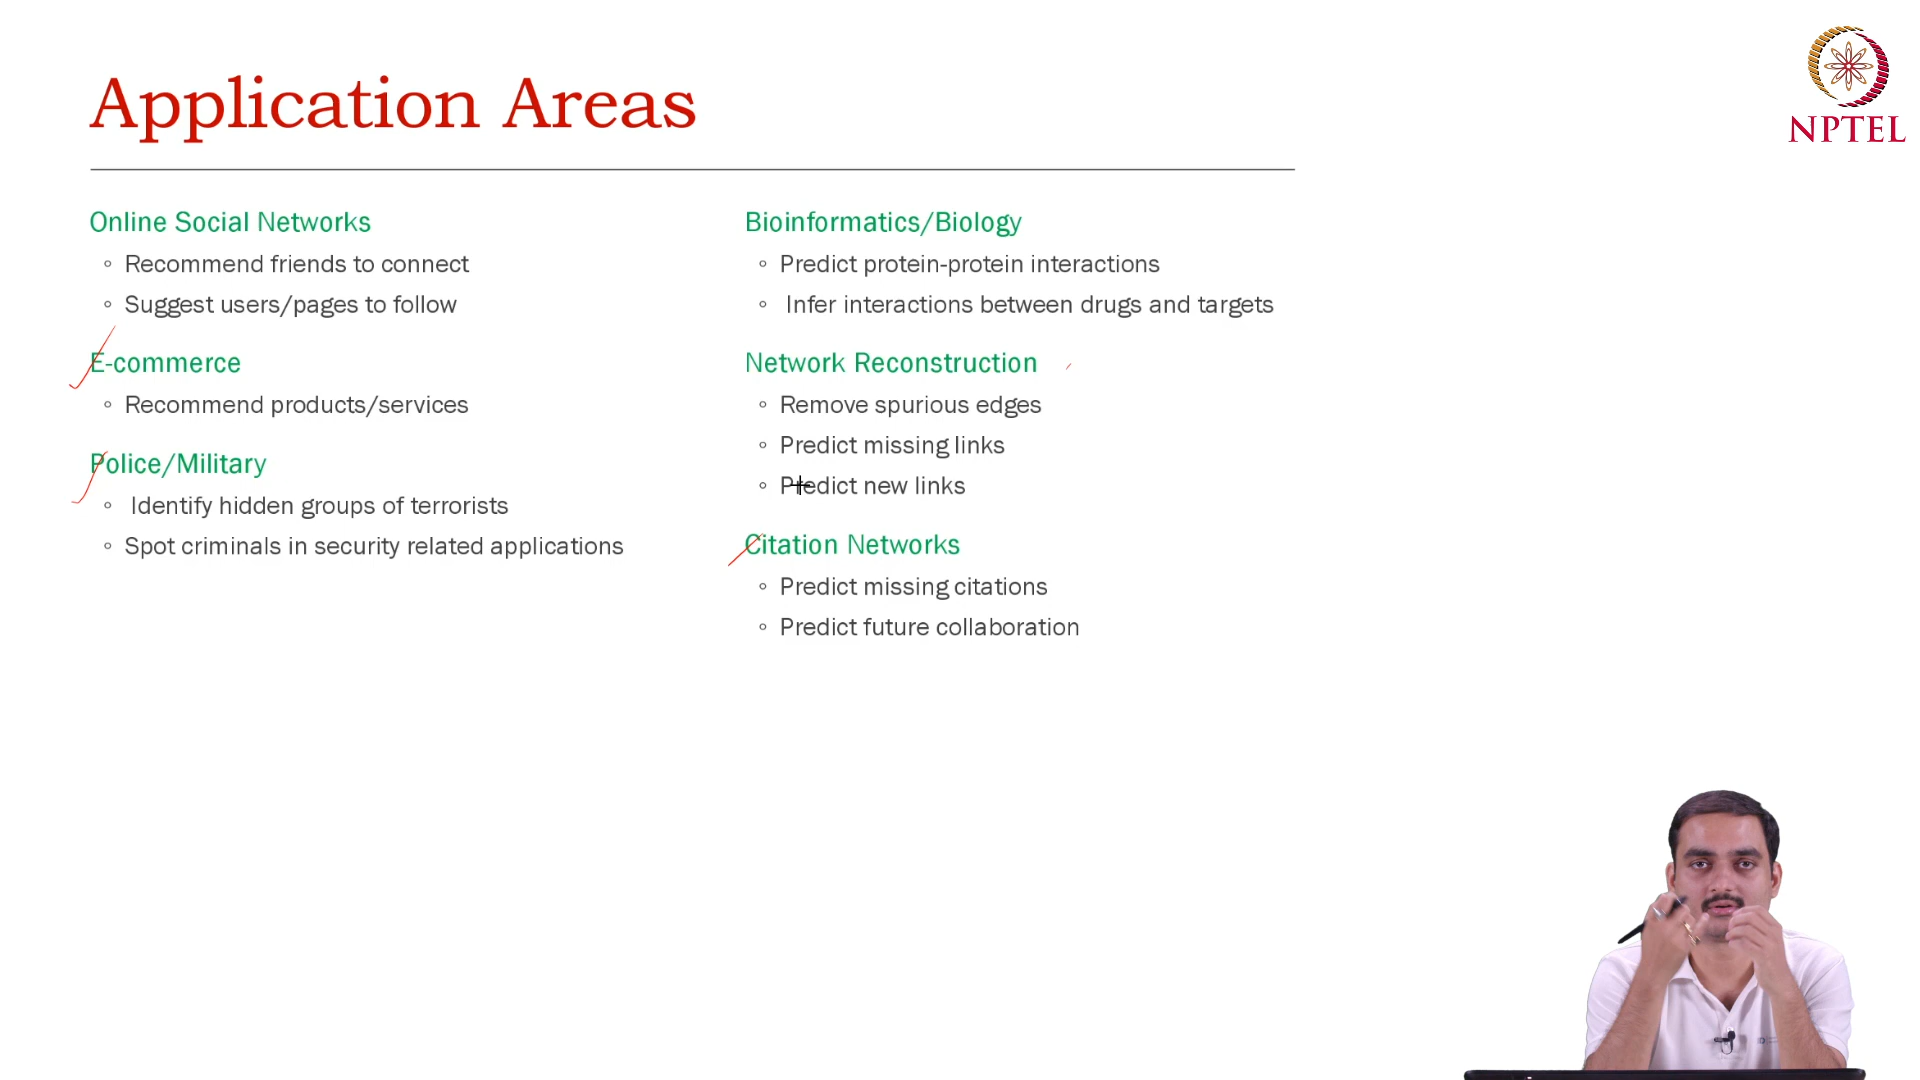 Application Areas
NPTEL
Online Social Networks
Recommend friends to connect
Suggest users/pages to follow
E-commerce
Recommend products/services
Police/Military
Identify hidden groups of terrorists
Spot criminals in security related applications
Bioinformatics/Biology
Predict protein-protein interactions
Infer interactions between drugs and targets
Network Reconstruction
Remove spurious edges
Predict missing links
Predict new links
Citation Networks
Predict missing citations
Predict future collaboration